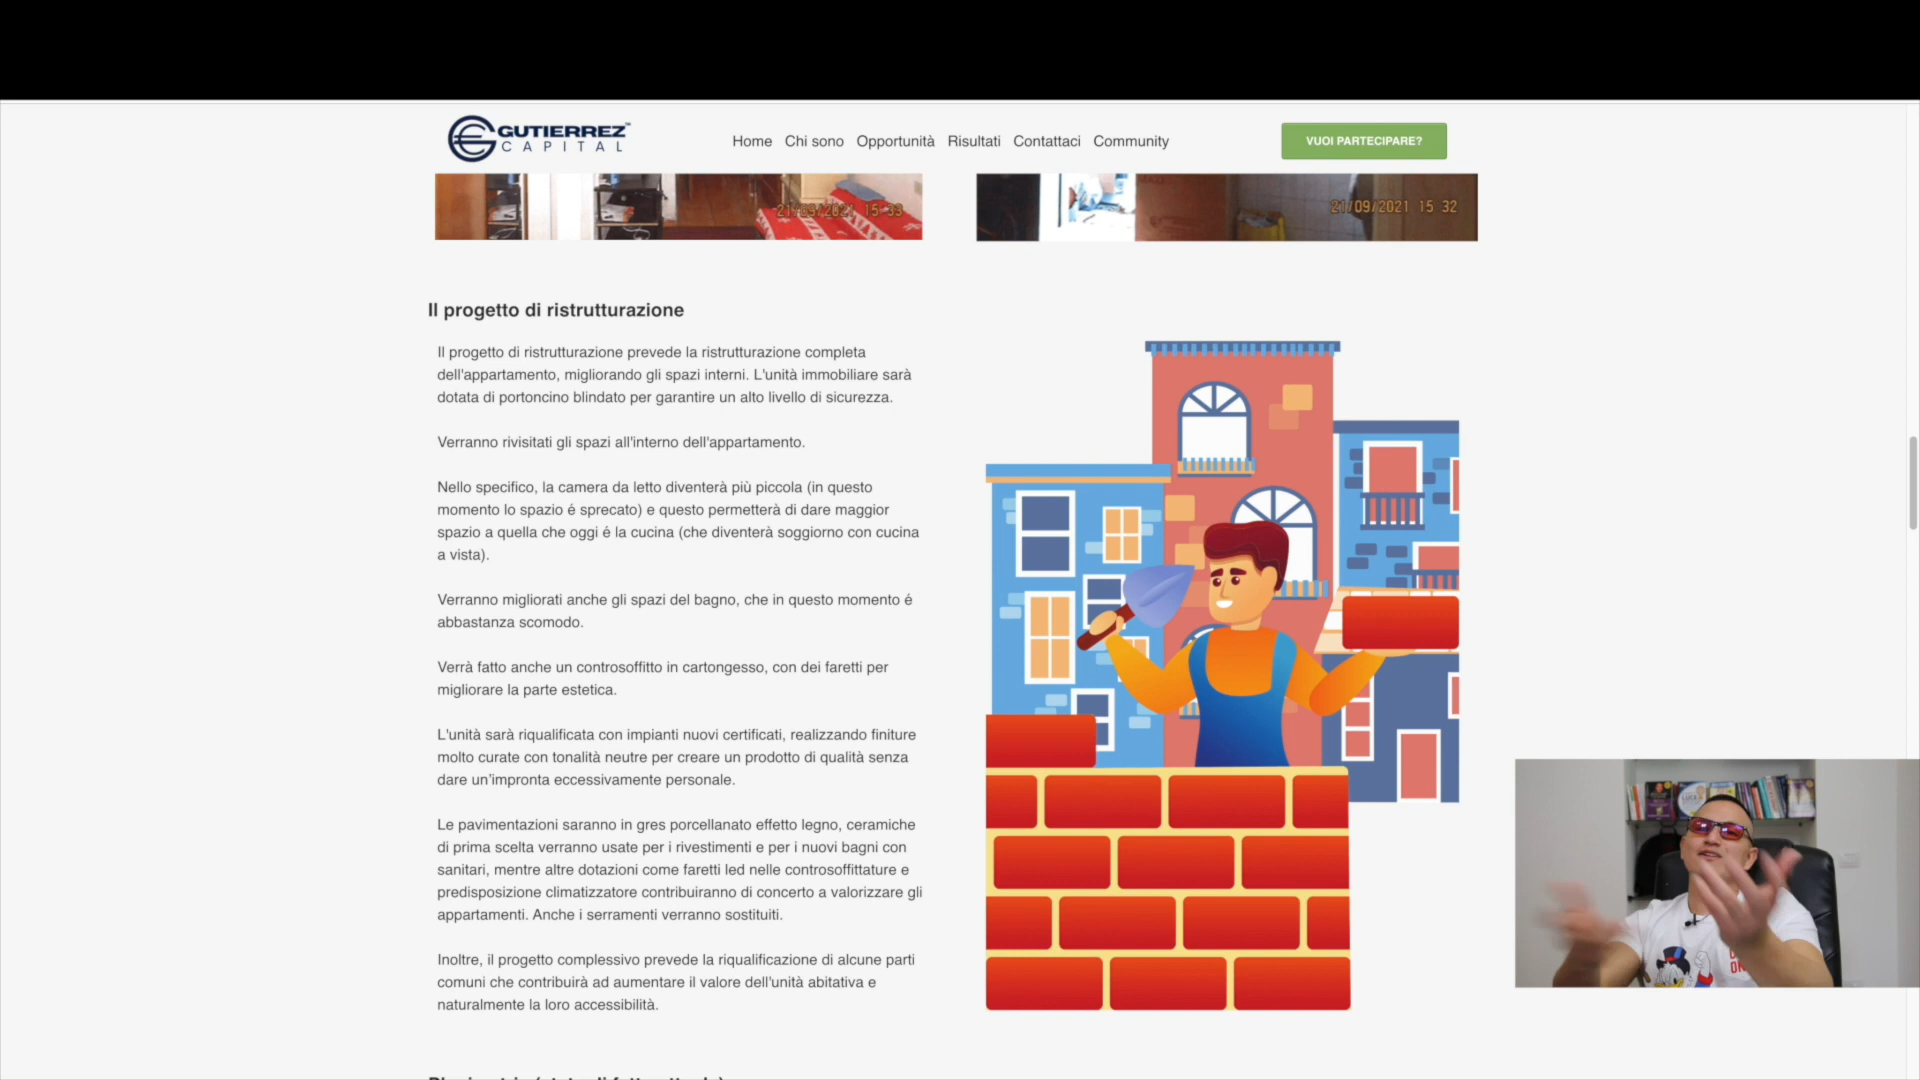 GUTIERREZ™
CAPITAL
Home Chi sono Opportunità Risultati Contattaci Community
VUOI PARTECIPARE?
21/09/2021 15:33
21/09/2021 15 32
Il progetto di ristrutturazione
Il progetto di ristrutturazione prevede la ristrutturazione completa
dell'appartamento, migliorando gli spazi interni. L'unità immobiliare sarà
dotata di portoncino blindato per garantire un alto livello di sicurezza.
Verranno rivisitati gli spazi all'interno dell'appartamento.
Nello specifico, la camera da letto diventerà più piccola (in questo
momento lo spazio é sprecato) e questo permetterà di dare maggior
spazio a quella che oggi é la cucina (che diventerà soggiorno con cucina
a vista).
Verranno migliorati anche gli spazi del bagno, che in questo momento é
abbastanza scomodo.
Verrà fatto anche un controsoffitto in cartongesso, con dei faretti per
migliorare la parte estetica.
L'unità sarà riqualificata con impianti nuovi certificati, realizzando finiture
molto curate con tonalità neutre per creare un prodotto di qualità senza
dare un'impronta eccessivamente personale.
Le pavimentazioni saranno in gres porcellanato effetto legno, ceramiche
di prima scelta verranno usate per i rivestimenti e per i nuovi bagni con
sanitari, mentre altre dotazioni come faretti led nelle controsoffittature e
predisposizione climatizzatore contribuiranno di concerto a valorizzare gli
appartamenti. Anche i serramenti verranno sostituiti.
Inoltre, il progetto complessivo prevede la riqualificazione di alcune parti
comuni che contribuirà ad aumentare il valore dell'unità abitativa e
naturalmente la loro accessibilità.